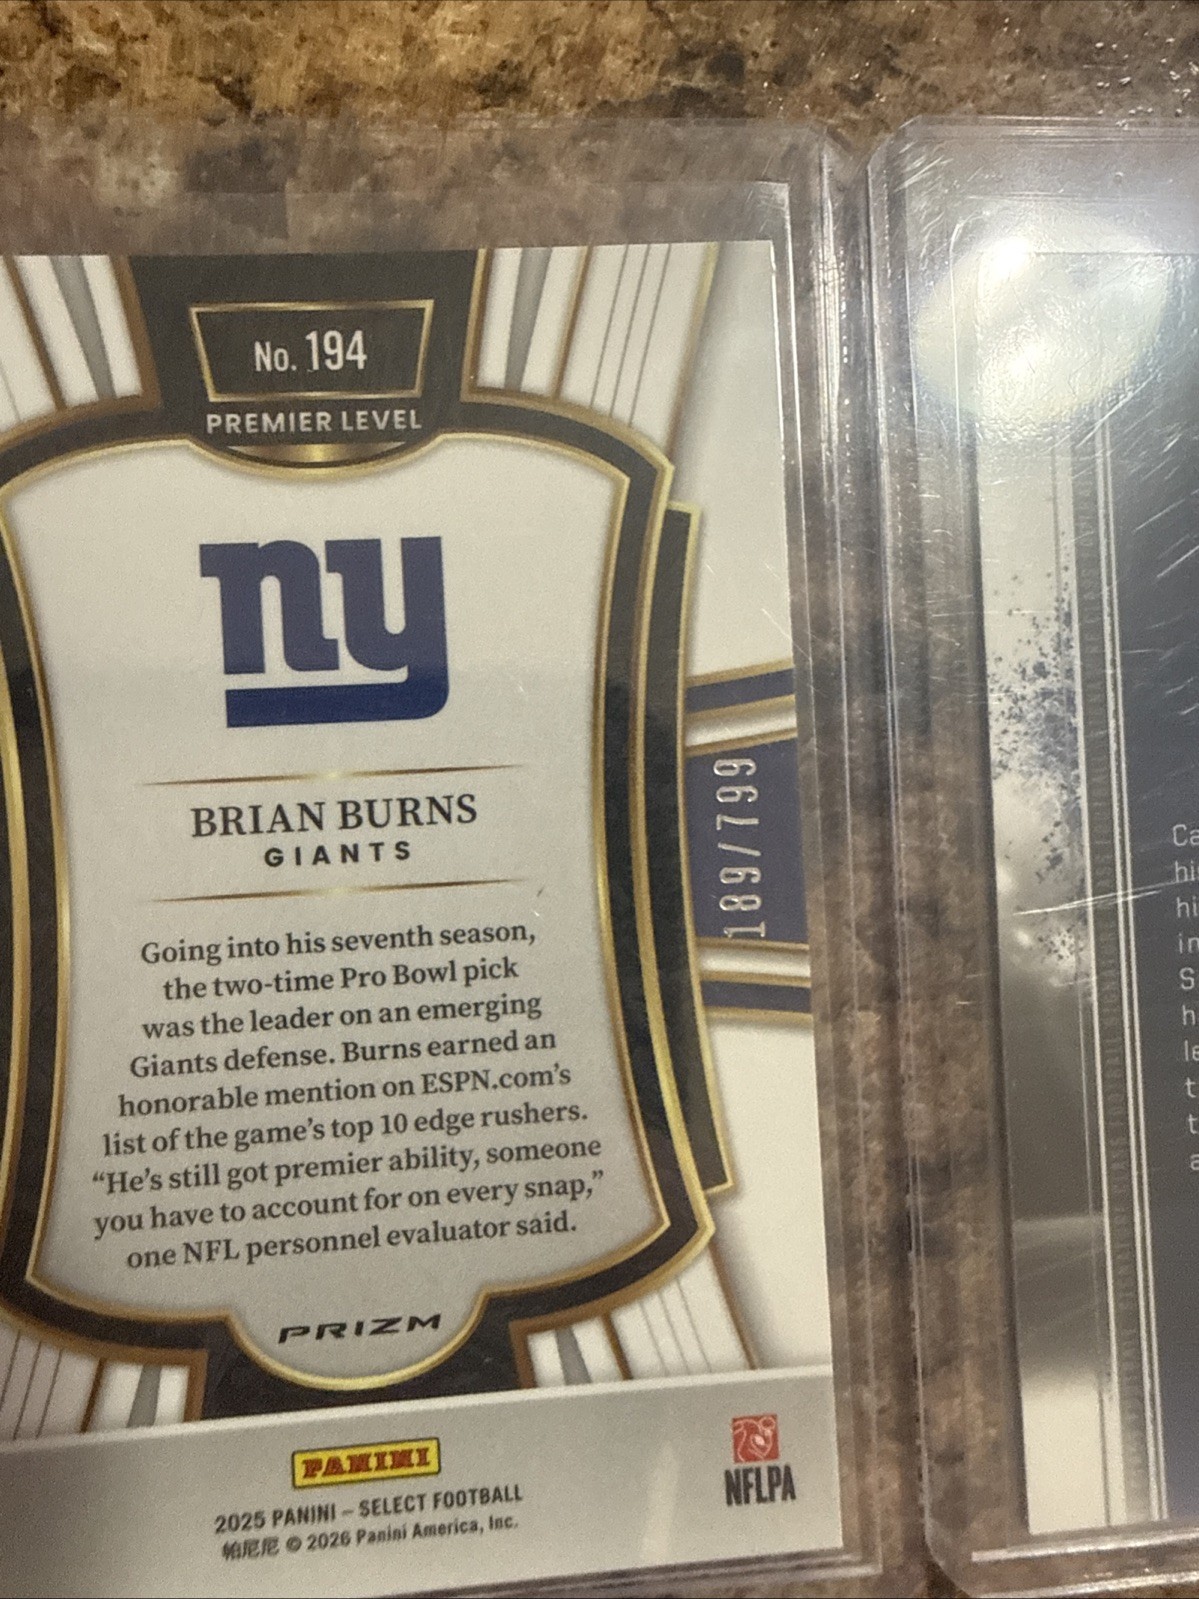 No. 194
PREMIER LEVEL
ny
BRIAN BURNS
GIANTS
Going into his seventh season,
the two-time Pro Bowl pick
was the leader on an emerging
Giants defense. Burns earned an
honorable mention on ESPN.com's
list of the game's top 10 edge rushers.
“He's still got premier ability, someone
you have to account for on every snap,”
one NFL personnel evaluator said.
PRIZM
PANINI
2025 PANINI – SELECT FOOTBALL
帕尼尼 © 2026 Panini America, Inc.
NFLPA
189/799